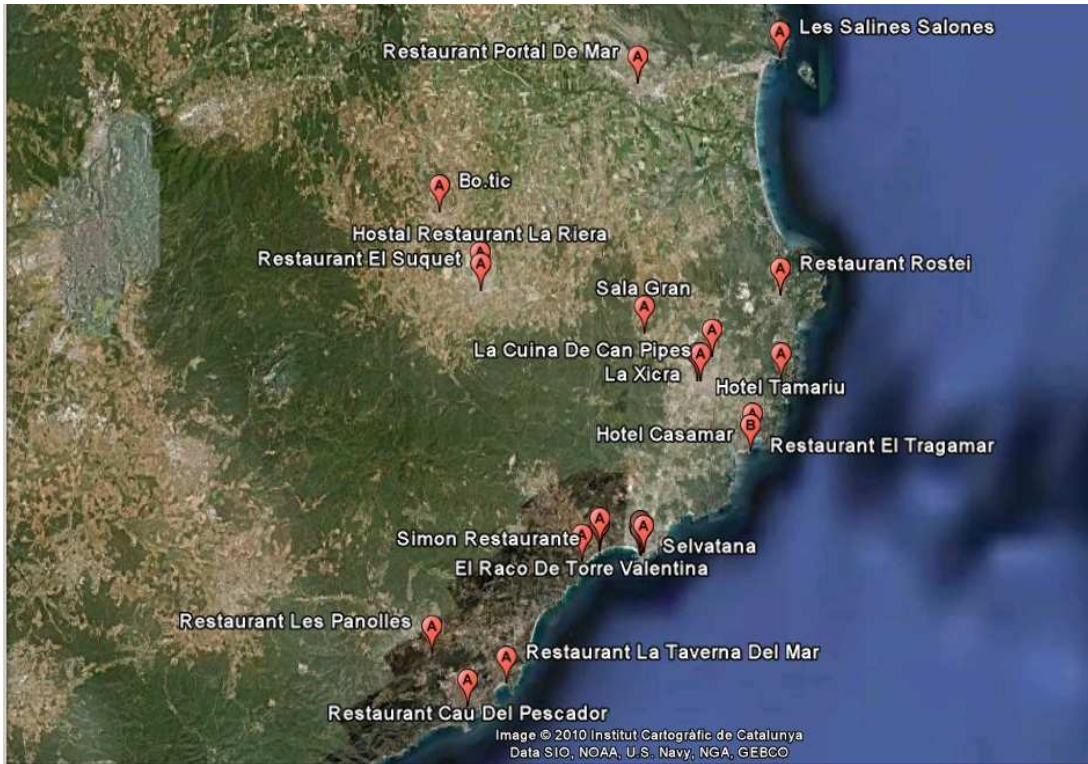 Les Salines Salones
Restaurant Portal De Mar
Bo.tic
Hostal Restaurant La Riera
Restaurant El Suquet
Restaurant Rostei
Sala Gran
La Cuina De Can Pipes
La Xicra
Hotel Tamariu
Hotel Casamar
Restaurant El Tragamar
Simon Restaurante
Selvatana
El Raco De Torre Valentina
Restaurant Les Panolles
Restaurant La Taverna Del Mar
Restaurant Cau Del Pescador
Image © 2010 Institut Cartogràfic de Catalunya
Data SIO, NOAA, U.S. Navy, NGA, GEBCO
A
A
A
A
A
A
A
A
A
A
A
B
A
A
A
A
A
A